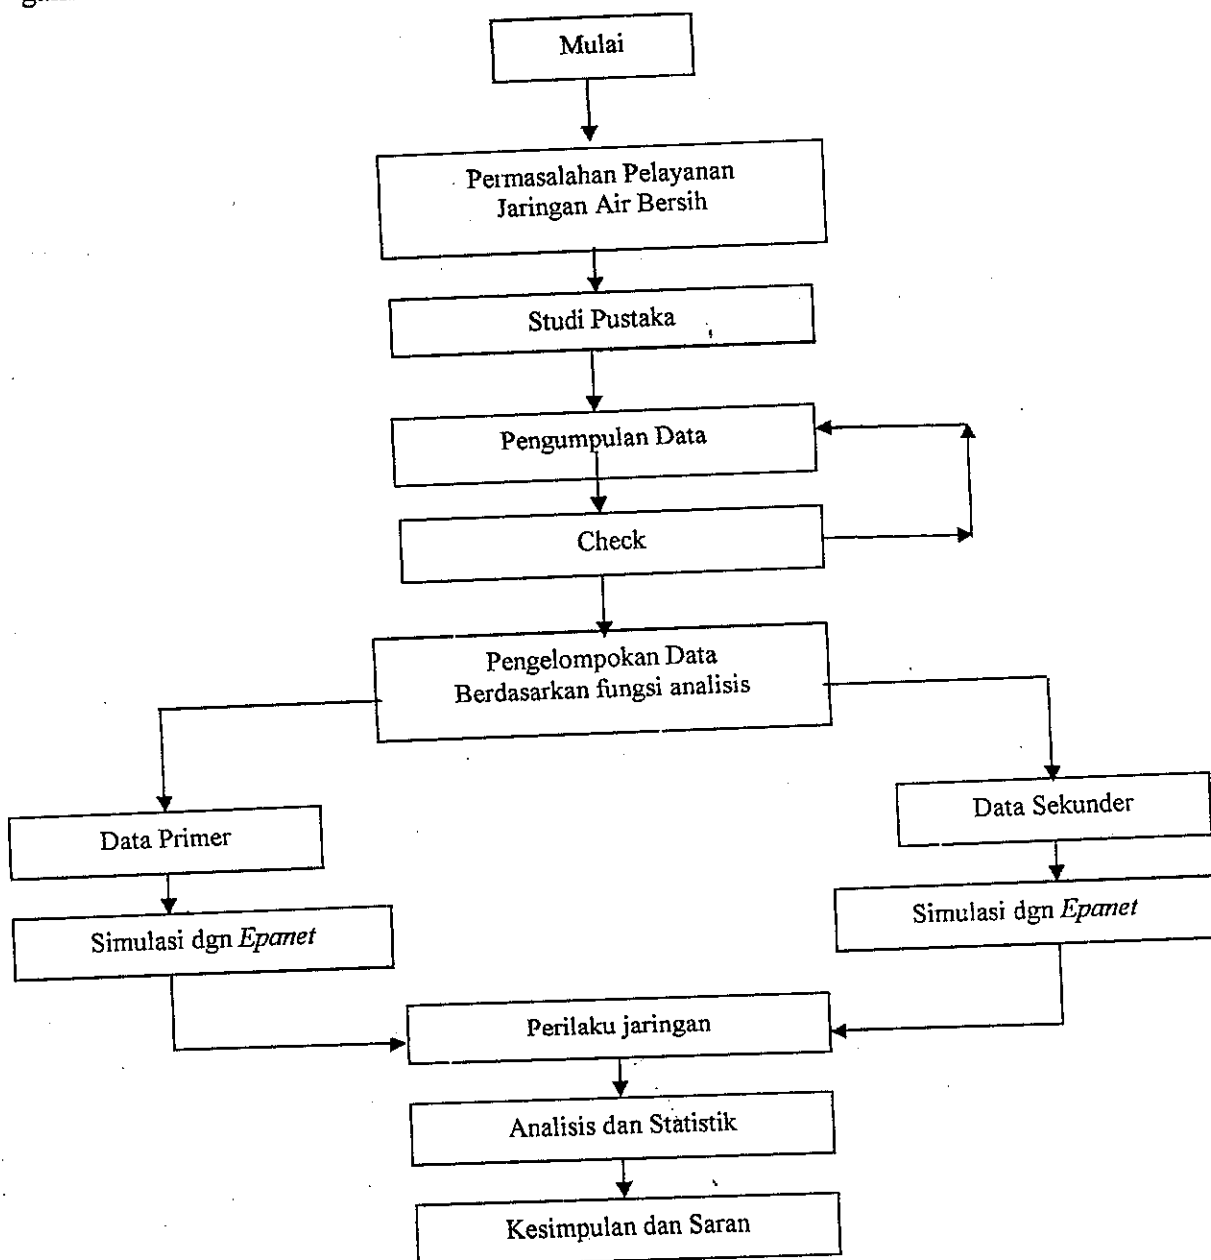 Mulai
Permasalahan Pelayanan
Jaringan Air Bersih
Studi Pustaka
Pengumpulan Data
Check
Pengelompokan Data
Berdasarkan fungsi analisis
Data Primer
Data Sekunder
Simulasi dgn Epanet
Simulasi dgn Epanet
Perilaku jaringan
Analisis dan Statistik
Kesimpulan dan Saran